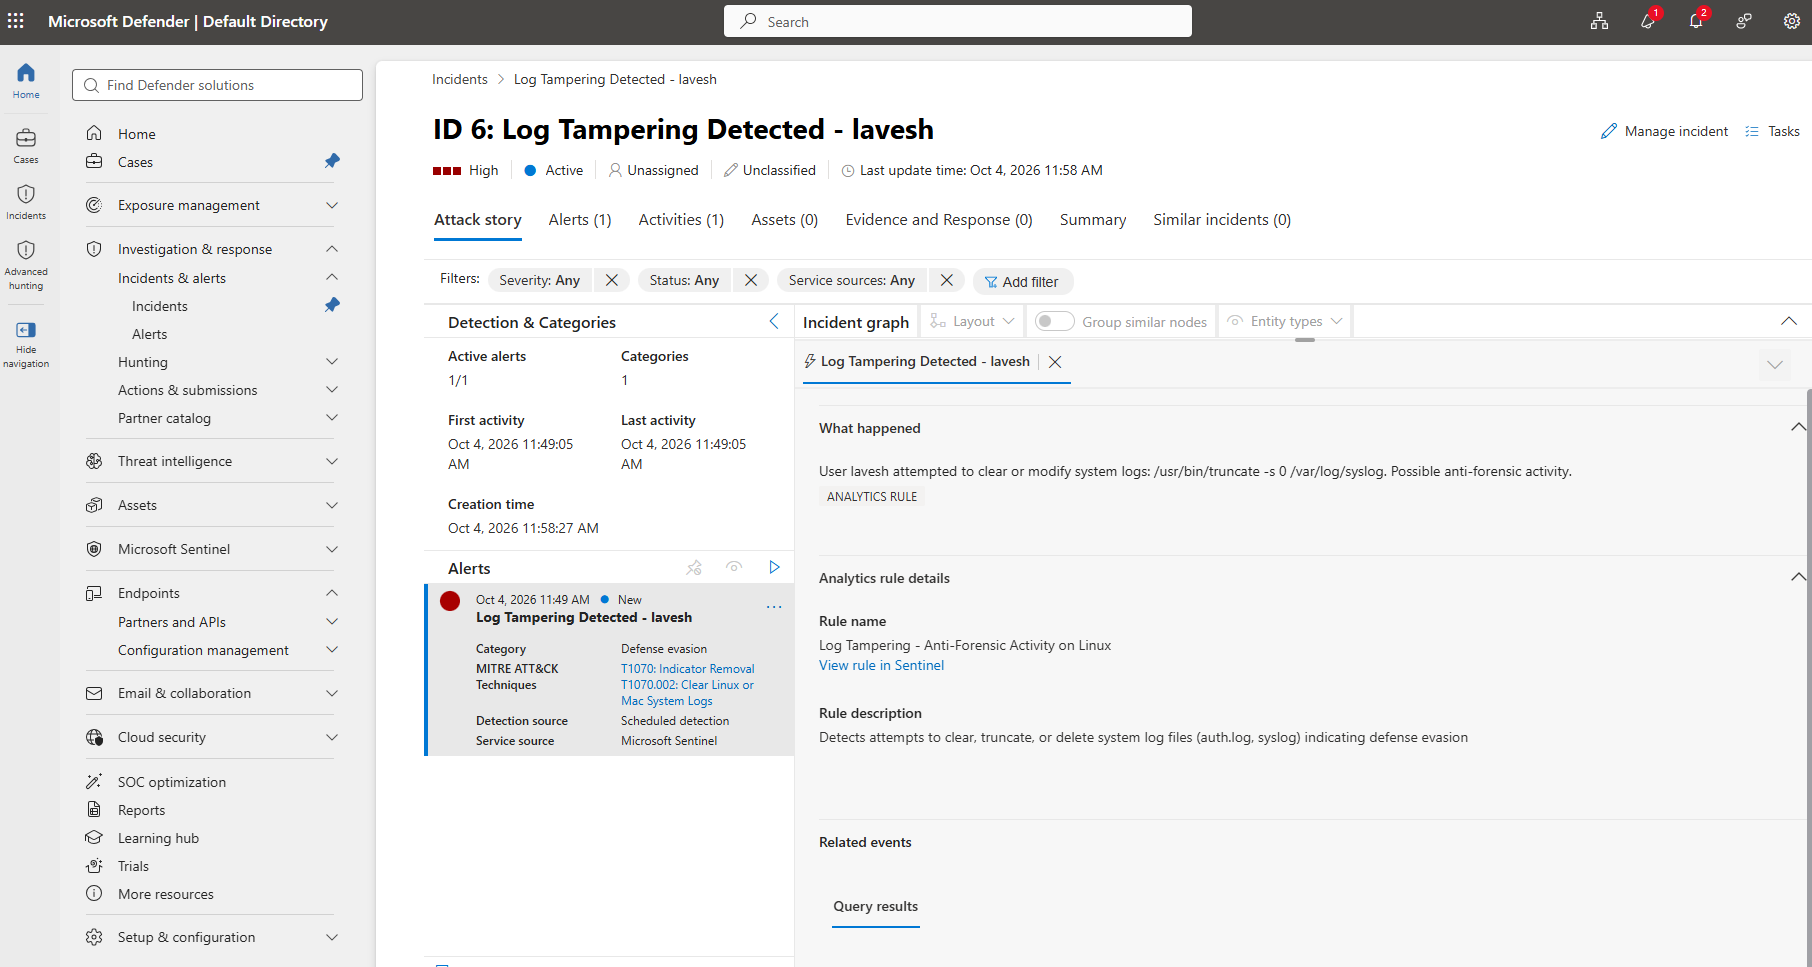 Microsoft Defender | Default Directory
Search
1
2
Home
Cases
Incidents
Advanced
hunting
Hide
navigation
Find Defender solutions
Home
Cases
Exposure management
Investigation & response
Incidents & alerts
Incidents
Alerts
Hunting
Actions & submissions
Partner catalog
Threat intelligence
Assets
Microsoft Sentinel
Endpoints
Partners and APIs
Configuration management
Email & collaboration
Cloud security
SOC optimization
Reports
Learning hub
Trials
More resources
Setup & configuration
Incidents > Log Tampering Detected - lavesh
ID 6: Log Tampering Detected - lavesh
Manage incident
Tasks
High
Active
Unassigned
Unclassified
Last update time: Oct 4, 2026 11:58 AM
Attack story
Alerts (1)
Activities (1)
Assets (0)
Evidence and Response (0)
Summary
Similar incidents (0)
Filters:
Severity: Any
Status: Any
Service sources: Any
Add filter
Detection & Categories
Active alerts
Categories
1/1
1
First activity
Last activity
Oct 4, 2026 11:49:05
AM
Oct 4, 2026 11:49:05
AM
Creation time
Oct 4, 2026 11:58:27 AM
Alerts
Oct 4, 2026 11:49 AM
New
Log Tampering Detected - lavesh
Category
Defense evasion
MITRE ATT&CK
Techniques
T1070: Indicator Removal
T1070.002: Clear Linux or
Mac System Logs
Detection source
Scheduled detection
Service source
Microsoft Sentinel
Incident graph
Layout
Group similar nodes
Entity types
Log Tampering Detected - lavesh
What happened
User lavesh attempted to clear or modify system logs: /usr/bin/truncate -s 0 /var/log/syslog. Possible anti-forensic activity.
ANALYTICS RULE
Analytics rule details
Rule name
Log Tampering - Anti-Forensic Activity on Linux
View rule in Sentinel
Rule description
Detects attempts to clear, truncate, or delete system log files (auth.log, syslog) indicating defense evasion
Related events
Query results